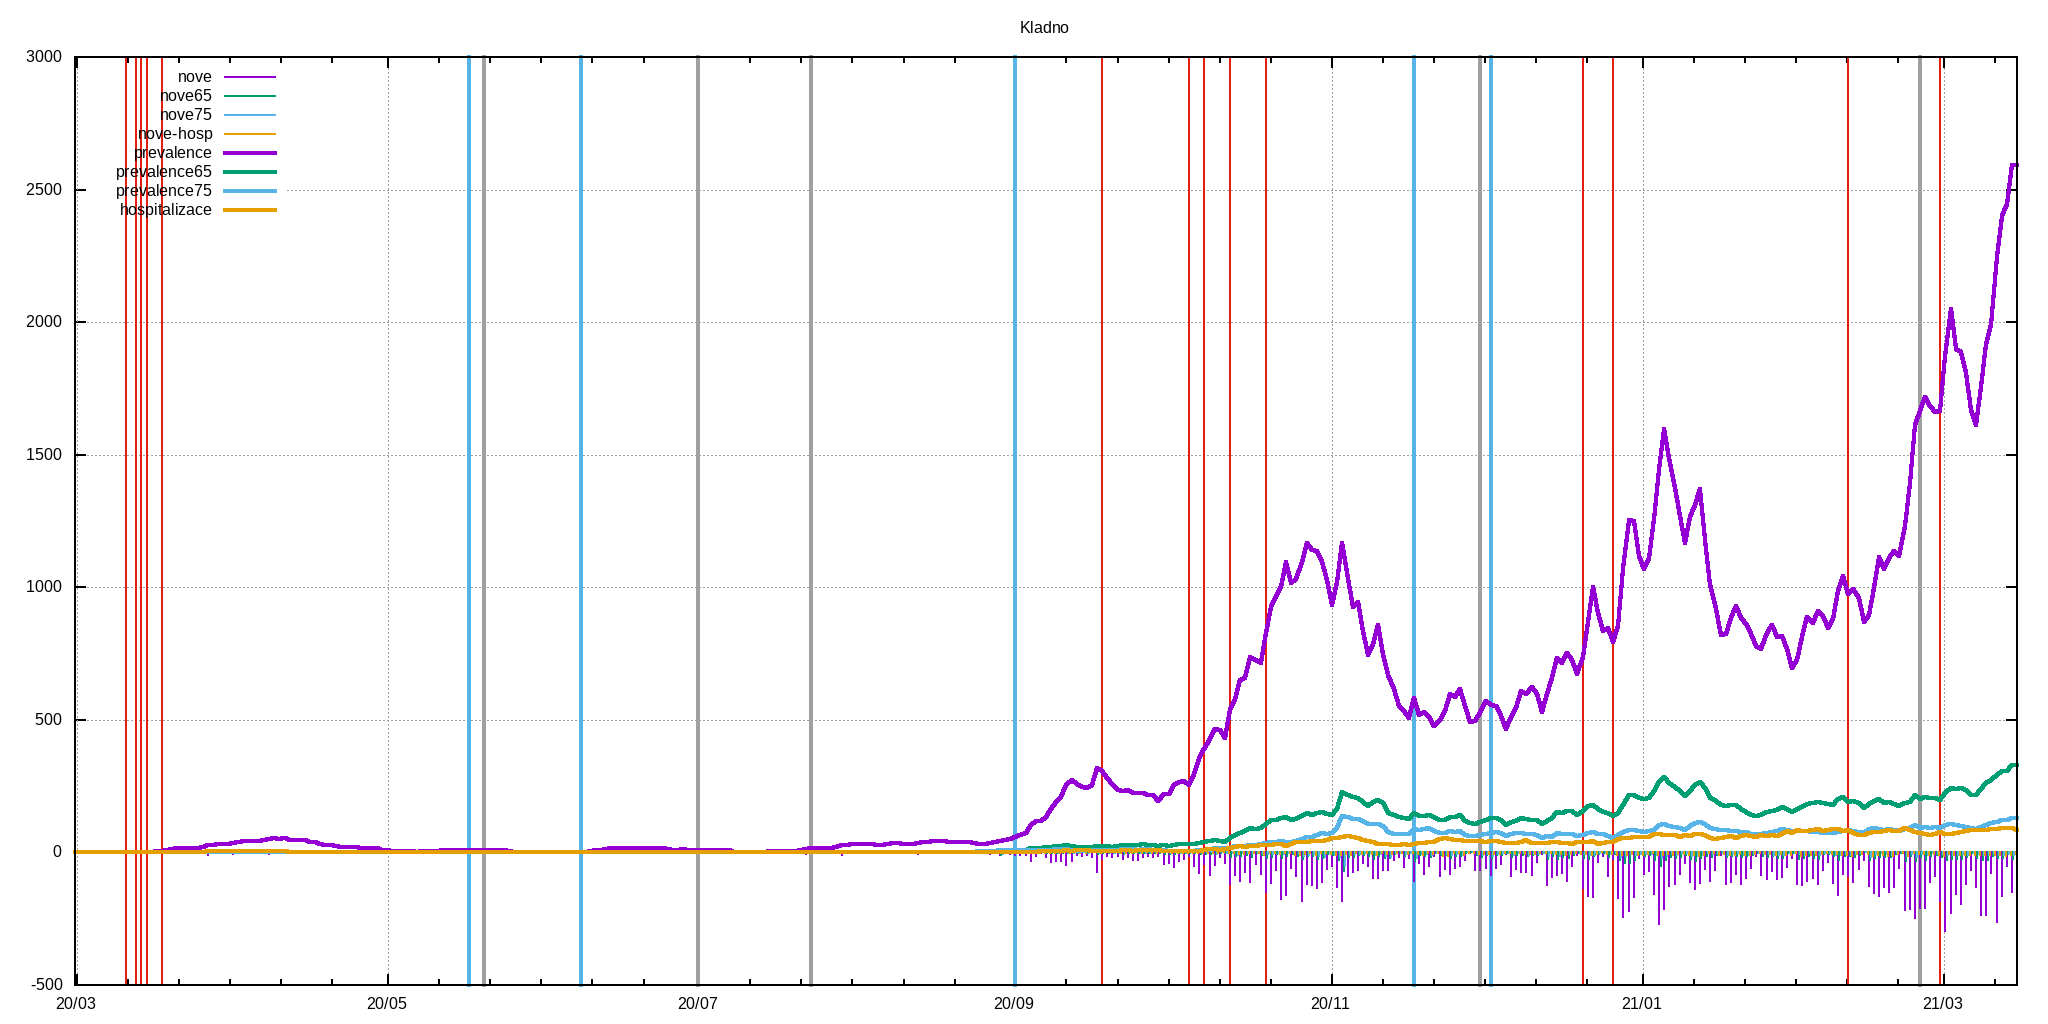 Kladno
3000
2500
2000
1500
1000
500
0
-500
nove
nove65
nove75
nove-hosp
prevalence
prevalence65
prevalence75
hospitalizace
20/03 20/05 20/07 20/09 20/11 21/01 21/03